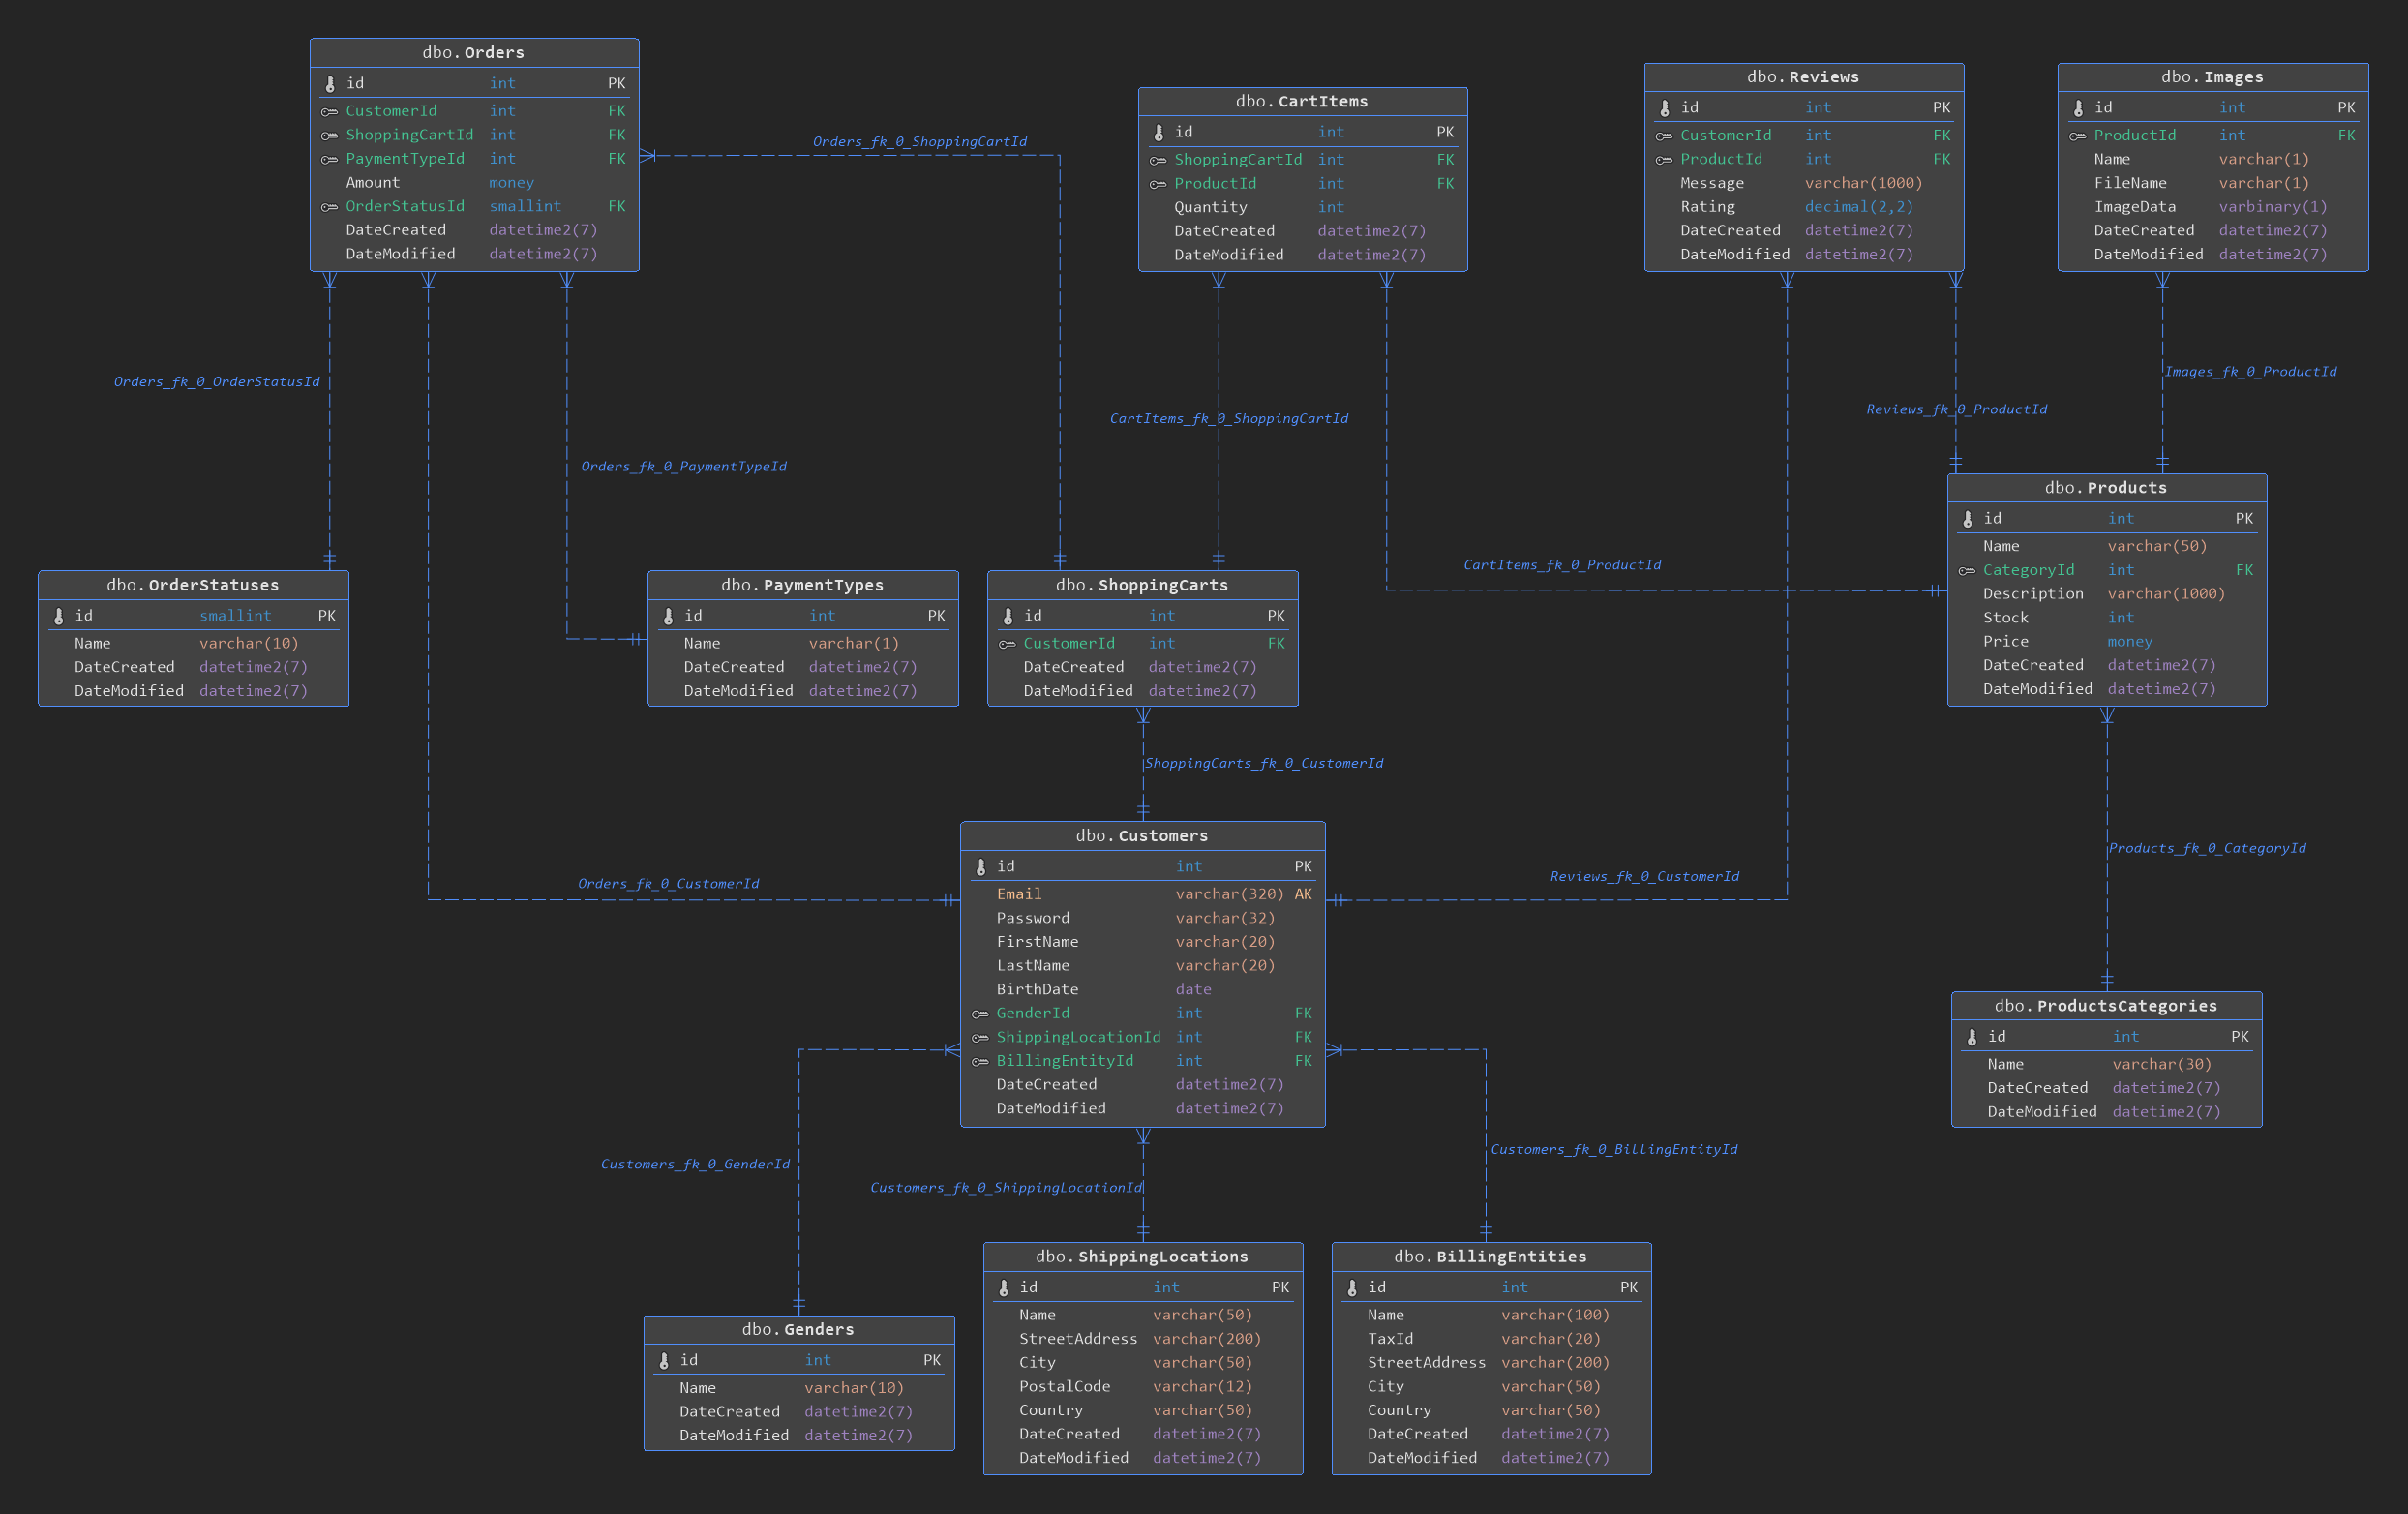 dbo.Orders
id int PK
CustomerId int FK
ShoppingCartId int FK
PaymentTypeId int FK
Amount money
OrderStatusId smallint FK
DateCreated datetime2(7)
DateModified datetime2(7)
dbo.CartItems
id int PK
ShoppingCartId int FK
ProductId int FK
Quantity int
DateCreated datetime2(7)
DateModified datetime2(7)
dbo.Reviews
id int PK
CustomerId int FK
ProductId int FK
Message varchar(1000)
Rating decimal(2,2)
DateCreated datetime2(7)
DateModified datetime2(7)
dbo.Images
id int PK
ProductId int FK
Name varchar(1)
FileName varchar(1)
ImageData varbinary(1)
DateCreated datetime2(7)
DateModified datetime2(7)
Orders_fk_0_ShoppingCartId
Orders_fk_0_OrderStatusId
Orders_fk_0_PaymentTypeId
CartItems_fk_0_ShoppingCartId
CartItems_fk_0_ProductId
Reviews_fk_0_ProductId
Images_fk_0_ProductId
dbo.OrderStatuses
id smallint PK
Name varchar(10)
DateCreated datetime2(7)
DateModified datetime2(7)
dbo.PaymentTypes
id int PK
Name varchar(1)
DateCreated datetime2(7)
DateModified datetime2(7)
dbo.ShoppingCarts
id int PK
CustomerId int FK
DateCreated datetime2(7)
DateModified datetime2(7)
dbo.Products
id int PK
Name varchar(50)
CategoryId int FK
Description varchar(1000)
Stock int
Price money
DateCreated datetime2(7)
DateModified datetime2(7)
ShoppingCarts_fk_0_CustomerId
Orders_fk_0_CustomerId
Reviews_fk_0_CustomerId
Products_fk_0_CategoryId
dbo.Customers
id int PK
Email varchar(320) AK
Password varchar(32)
FirstName varchar(20)
LastName varchar(20)
BirthDate date
GenderId int FK
ShippingLocationId int FK
BillingEntityId int FK
DateCreated datetime2(7)
DateModified datetime2(7)
dbo.ProductsCategories
id int PK
Name varchar(30)
DateCreated datetime2(7)
DateModified datetime2(7)
Customers_fk_0_GenderId
Customers_fk_0_ShippingLocationId
Customers_fk_0_BillingEntityId
dbo.Genders
id int PK
Name varchar(10)
DateCreated datetime2(7)
DateModified datetime2(7)
dbo.ShippingLocations
id int PK
Name varchar(50)
StreetAddress varchar(200)
City varchar(50)
PostalCode varchar(12)
Country varchar(50)
DateCreated datetime2(7)
DateModified datetime2(7)
dbo.BillingEntities
id int PK
Name varchar(100)
TaxId varchar(20)
StreetAddress varchar(200)
City varchar(50)
Country varchar(50)
DateCreated datetime2(7)
DateModified datetime2(7)